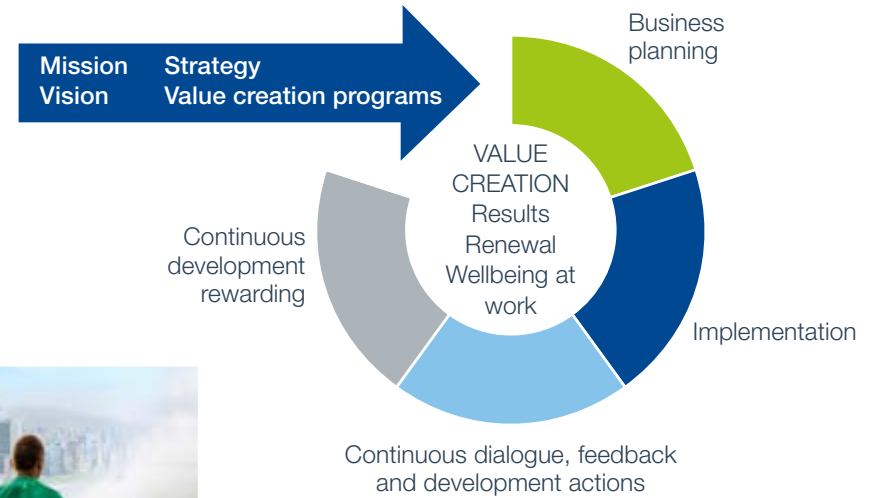 Mission Strategy
Vision Value creation programs
Business
planning
VALUE
CREATION
Results
Renewal
Wellbeing at
work
Continuous
development
rewarding
Implementation
Continuous dialogue, feedback
and development actions